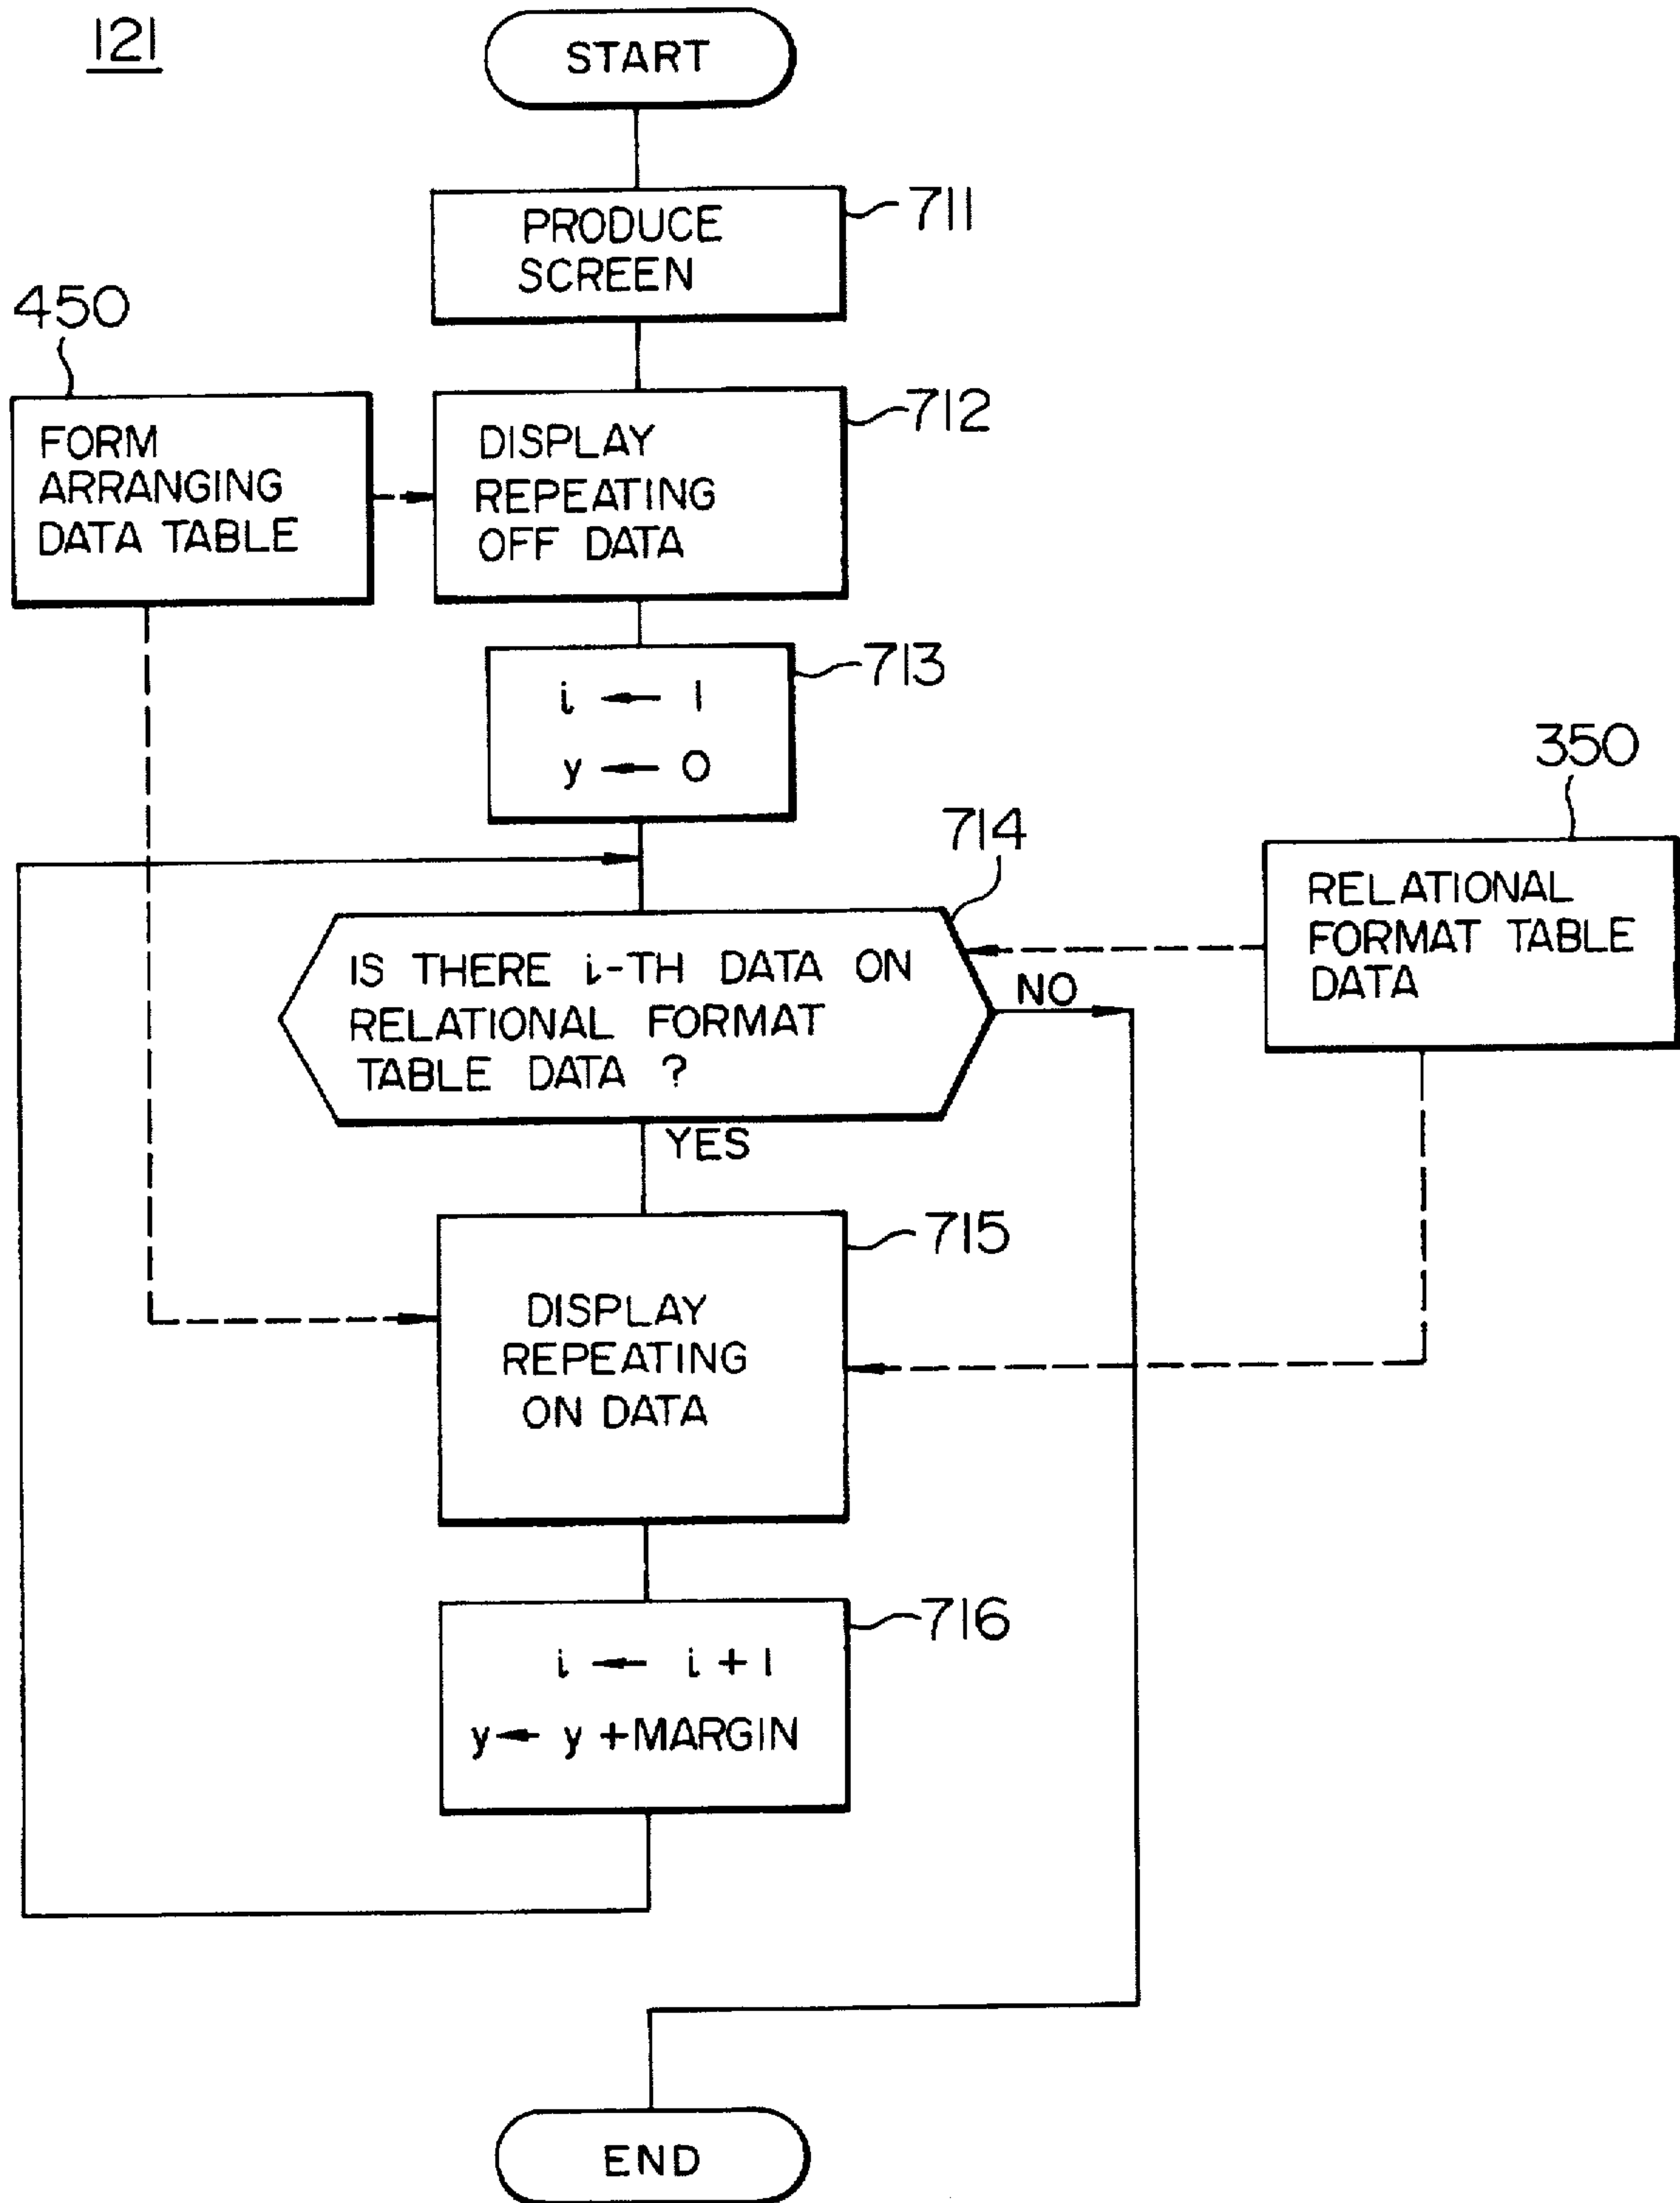 121
START
711
PRODUCE
SCREEN
450
FORM
ARRANGING
DATA TABLE
712
DISPLAY
REPEATING
OFF DATA
713
i ← 1
y ← 0
350
714
RELATIONAL
FORMAT TABLE
DATA
IS THERE i-TH DATA ON
RELATIONAL FORMAT
TABLE DATA ?
NO
YES
715
DISPLAY
REPEATING
ON DATA
716
i ← i + 1
y ← y + MARGIN
END